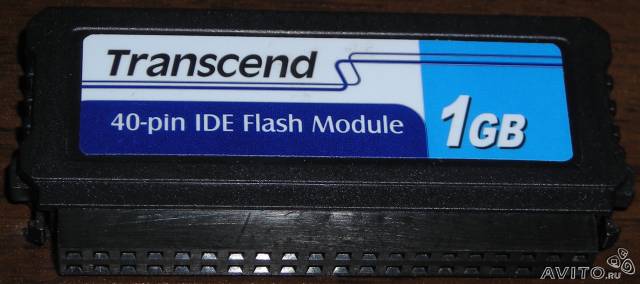 Transcend
40-pin IDE Flash Module
1GB
AVITO.ru